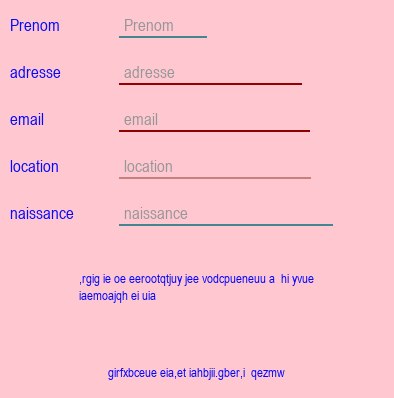 Prenom Prenom
adresse adresse
email email
location location
naissance naissance
,rgig ie oe eerootqtjuy jee vodcpueneuu a  hi yvue
iaemoajqh ei uia
girfxbceue eia,et iahbjii.gber,i  qezmw